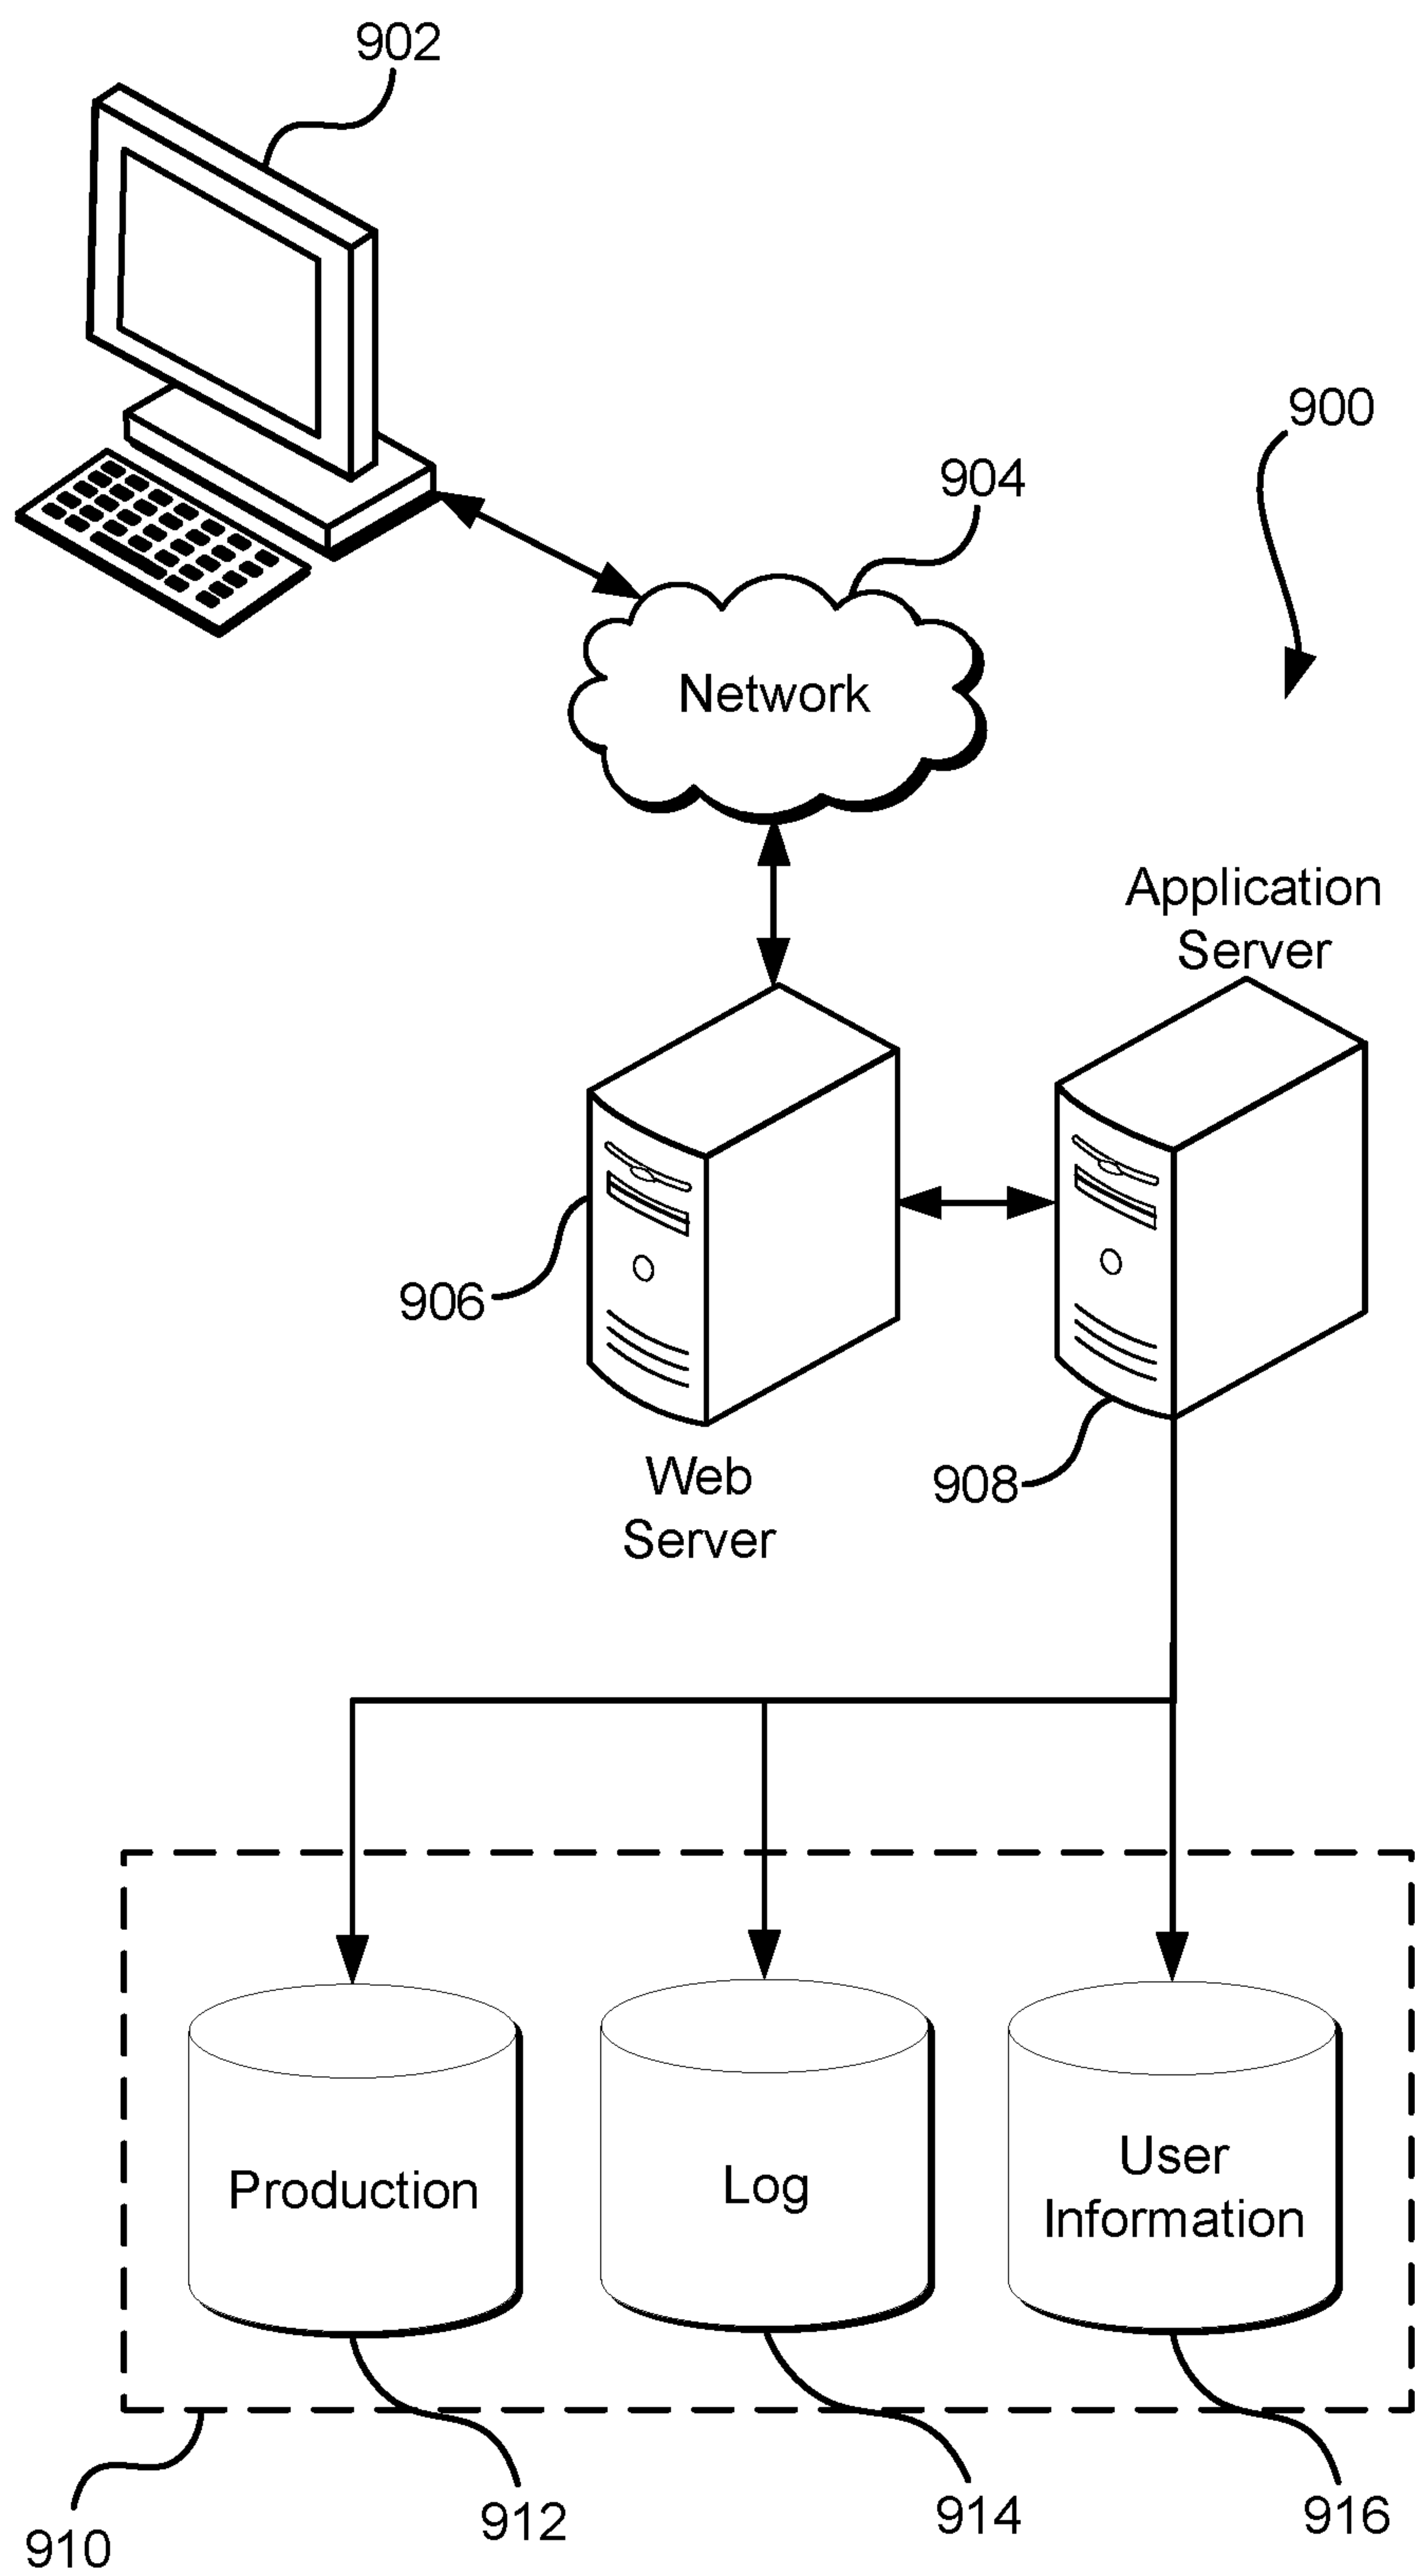 902
900
904
Network
Application
Server
906
908
Web
Server
Production
Log
User
Information
910
912
914
916